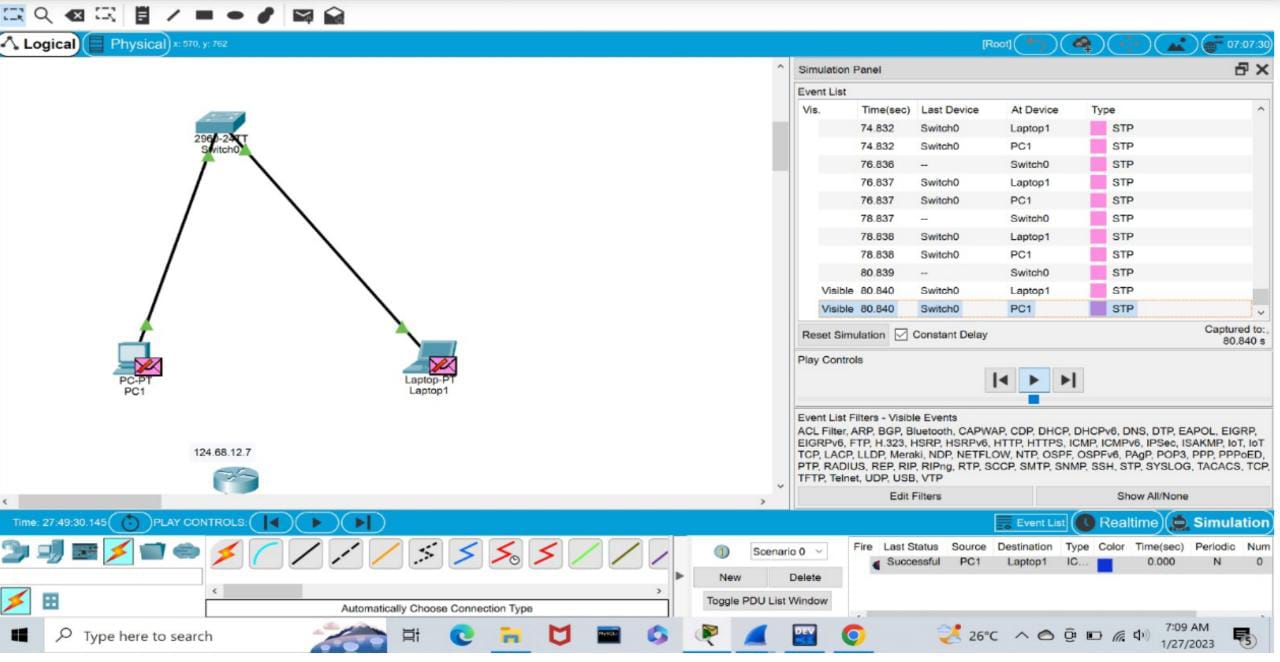 Logical
Physical x: 570, y: 762
[Root]
07:07:30
2960-24TT
Switch0
PC-PT
PC1
Laptop-PT
Laptop1
124.68.12.7
Simulation Panel
Event List
Vis. Time(sec) Last Device At Device Type
74.832 Switch0 Laptop1 STP
74.832 Switch0 PC1 STP
76.836 -- Switch0 STP
76.837 Switch0 Laptop1 STP
76.837 Switch0 PC1 STP
78.837 -- Switch0 STP
78.838 Switch0 Laptop1 STP
78.838 Switch0 PC1 STP
80.839 -- Switch0 STP
Visible 80.840 Switch0 Laptop1 STP
Visible 80.840 Switch0 PC1 STP
Reset Simulation Constant Delay
Captured to:
80.840 s
Play Controls
Event List Filters - Visible Events
ACL Filter, ARP, BGP, Bluetooth, CAPWAP, CDP, DHCP, DHCPv6, DNS, DTP, EAPOL, EIGRP,
EIGRPv6, FTP, H.323, HSRP, HSRPv6, HTTP, HTTPS, ICMP, ICMPv6, IPSec, ISAKMP, IoT, IoT
TCP, LACP, LLDP, Meraki, NDP, NETFLOW, NTP, OSPF, OSPFv6, PAgP, POP3, PPP, PPPoED,
PTP, RADIUS, REP, RIP, RIPng, RTP, SCCP, SMTP, SNMP, SSH, STP, SYSLOG, TACACS, TCP,
TFTP, Telnet, UDP, USB, VTP
Edit Filters Show All/None
Time: 27:49:30.145 PLAY CONTROLS:
Event List Realtime Simulation
Automatically Choose Connection Type
Scenario 0
New Delete
Toggle PDU List Window
Fire Last Status Source Destination Type Color Time(sec) Periodic Num
Successful PC1 Laptop1 IC... 0.000 N 0
Type here to search
DEV
26°C
7:09 AM
1/27/2023
5